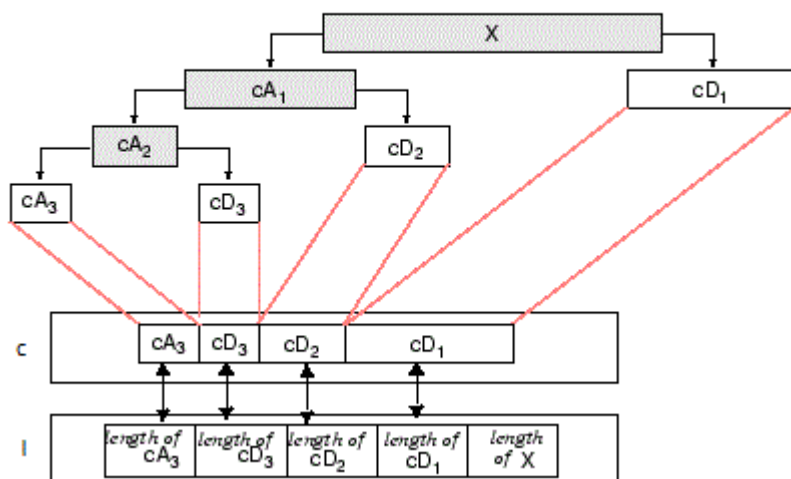 X
cA₁
cD₁
cA₂
cD₂
cA₃
cD₃
C
cA₃ cD₃ cD₂ cD₁
l
length of length of length of length of length
cA₃ cD₃ cD₂ cD₁ of X